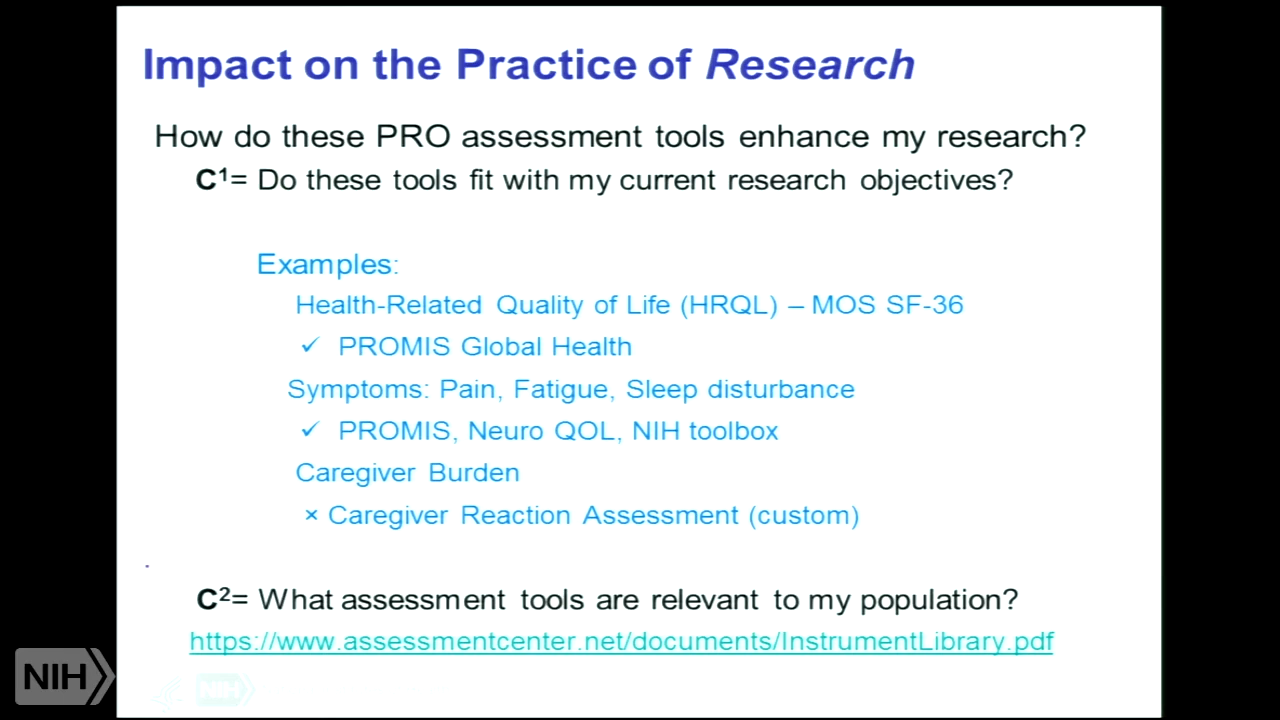 Impact on the Practice of Research
How do these PRO assessment tools enhance my research?
C¹= Do these tools fit with my current research objectives?
Examples:
Health-Related Quality of Life (HRQL) – MOS SF-36
✓ PROMIS Global Health
Symptoms: Pain, Fatigue, Sleep disturbance
✓ PROMIS, Neuro QOL, NIH toolbox
Caregiver Burden
× Caregiver Reaction Assessment (custom)
C²= What assessment tools are relevant to my population?
https://www.assessmentcenter.net/documents/InstrumentLibrary.pdf
NIH
NIH